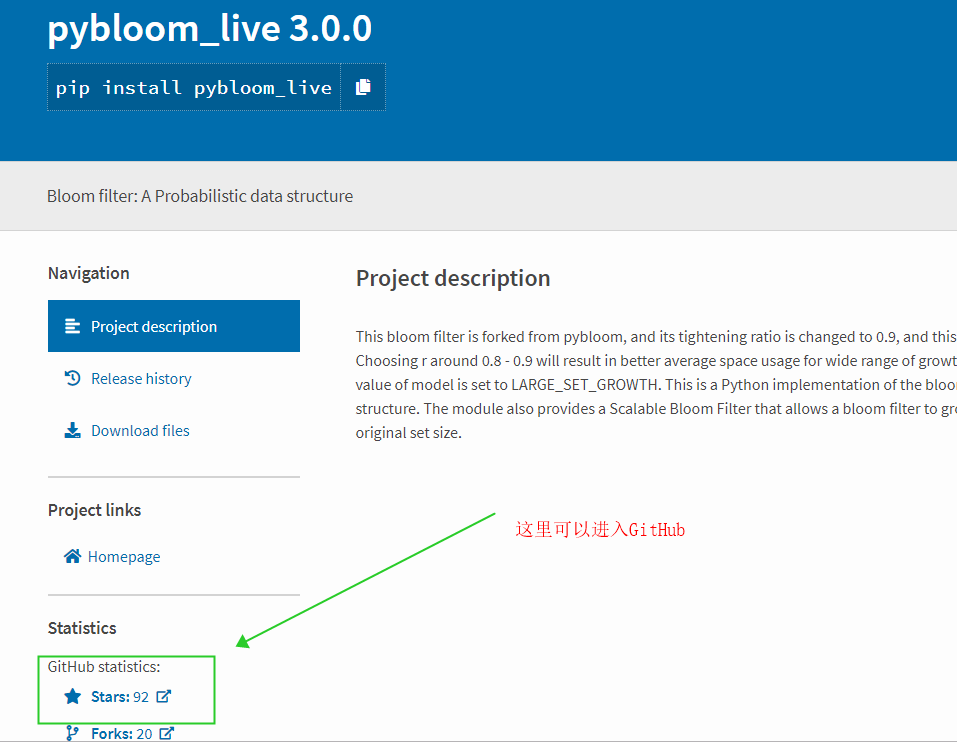 pybloom_live 3.0.0
pip install pybloom_live
Bloom filter: A Probabilistic data structure
Navigation
Project description
Release history
Download files
Project links
Homepage
Statistics
GitHub statistics:
Stars: 92
Forks: 20
Project description
This bloom filter is forked from pybloom, and its tightening ratio is changed to 0.9, and this
Choosing r around 0.8 - 0.9 will result in better average space usage for wide range of growt
value of model is set to LARGE_SET_GROWTH. This is a Python implementation of the bloo
structure. The module also provides a Scalable Bloom Filter that allows a bloom filter to gro
original set size.
这里可以进入GitHub